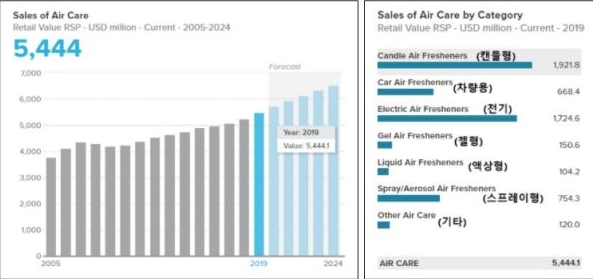 Sales of Air Care
Retail Value RSP - USD million - Current - 2005-2024
5,444
Forecast
7,000
6,000
5,000
4,000
3,000
2,000
1,000
0
Year: 2019
Value: 5,444.1
2005 2019 2024
Sales of Air Care by Category
Retail Value RSP - USD million - Current - 2019
Candle Air Fresheners (캔들형)
1,921.8
Car Air Fresheners (차량용)
668.4
Electric Air Fresheners (전기)
1,724.6
Gel Air Fresheners (젤형)
150.6
Liquid Air Fresheners (액상형)
104.2
Spray/Aerosol Air Fresheners
(스프레이형) 754.3
Other Air Care (기타)
120.0
AIR CARE 5,444.1